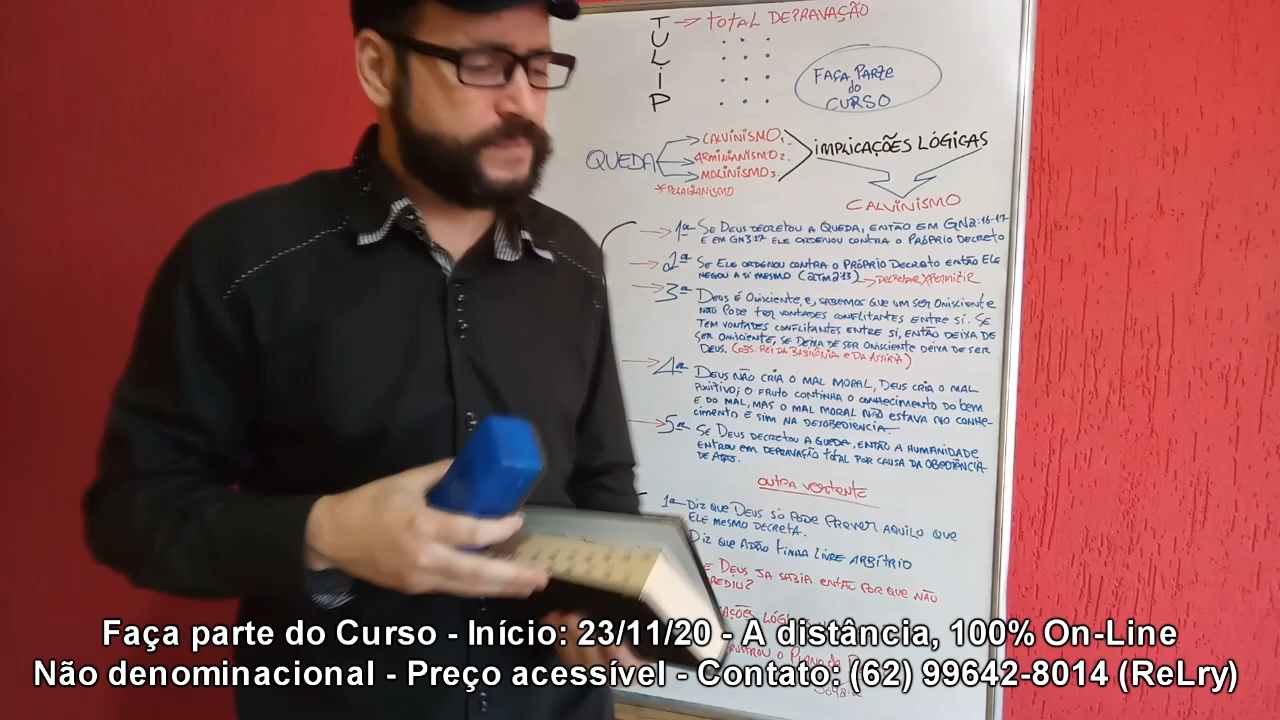 T → TOTAL DEPRAVAÇÃO
U
L
I
P
FAÇA PARTE
do
CURSO
QUEDA
CALVINISMO 1.
ARMINIANISMO 2.
MOLINISMO 3.
*PELAGIANISMO
IMPLICAÇÕES LÓGICAS
CALVINISMO
1ª SE DEUS DECRETOU A QUEDA, ENTÃO EM GN 2:16-17
E EM GN 3:17 ELE ORDENOU CONTRA O PRÓPRIO DECRETO
2ª SE ELE ORDENOU CONTRA O PRÓPRIO DECRETO ENTÃO ELE
NEGOU A SI MESMO (2TM 2:13) → DECRETAR X PERMITIR
3ª DEUS É ONISCIENTE, E, SABEMOS QUE UM SER ONISCIENTE
NÃO PODE TER VONTADES CONFLITANTES ENTRE SI. SE
TEM VONTADES CONFLITANTES ENTRE SI, ENTÃO DEIXA DE
SER ONISCIENTE, SE DEIXA DE SER ONISCIENTE DEIXA DE SER
DEUS. (OBS. REI DA BABILÔNIA E DA ASSÍRIA)
4ª DEUS NÃO CRIA O MAL MORAL, DEUS CRIA O MAL
PUNITIVO; O FRUTO CONTINHA O CONHECIMENTO DO BEM
E DO MAL, MAS O MAL MORAL NÃO ESTAVA NO CONHE-
CIMENTO E SIM NA DESOBEDIÊNCIA.
5ª SE DEUS DECRETOU A QUEDA, ENTÃO A HUMANIDADE
ENTROU EM DEPRAVAÇÃO TOTAL POR CAUSA DA OBEDIÊNCIA
DE ADÃO.
OUTRA VERTENTE
1ª DIZ QUE DEUS SÓ PODE PREVER AQUILO QUE
ELE MESMO DECRETA.
DIZ QUE ADÃO TINHA LIVRE ARBÍTRIO
E DEUS JA SABIA ENTÃO POR QUE NÃO
Faça parte do Curso - Início: 23/11/20 - A distância, 100% On-Line
Não denominacional - Preço acessível - Contato: (62) 99642-8014 (ReLry)